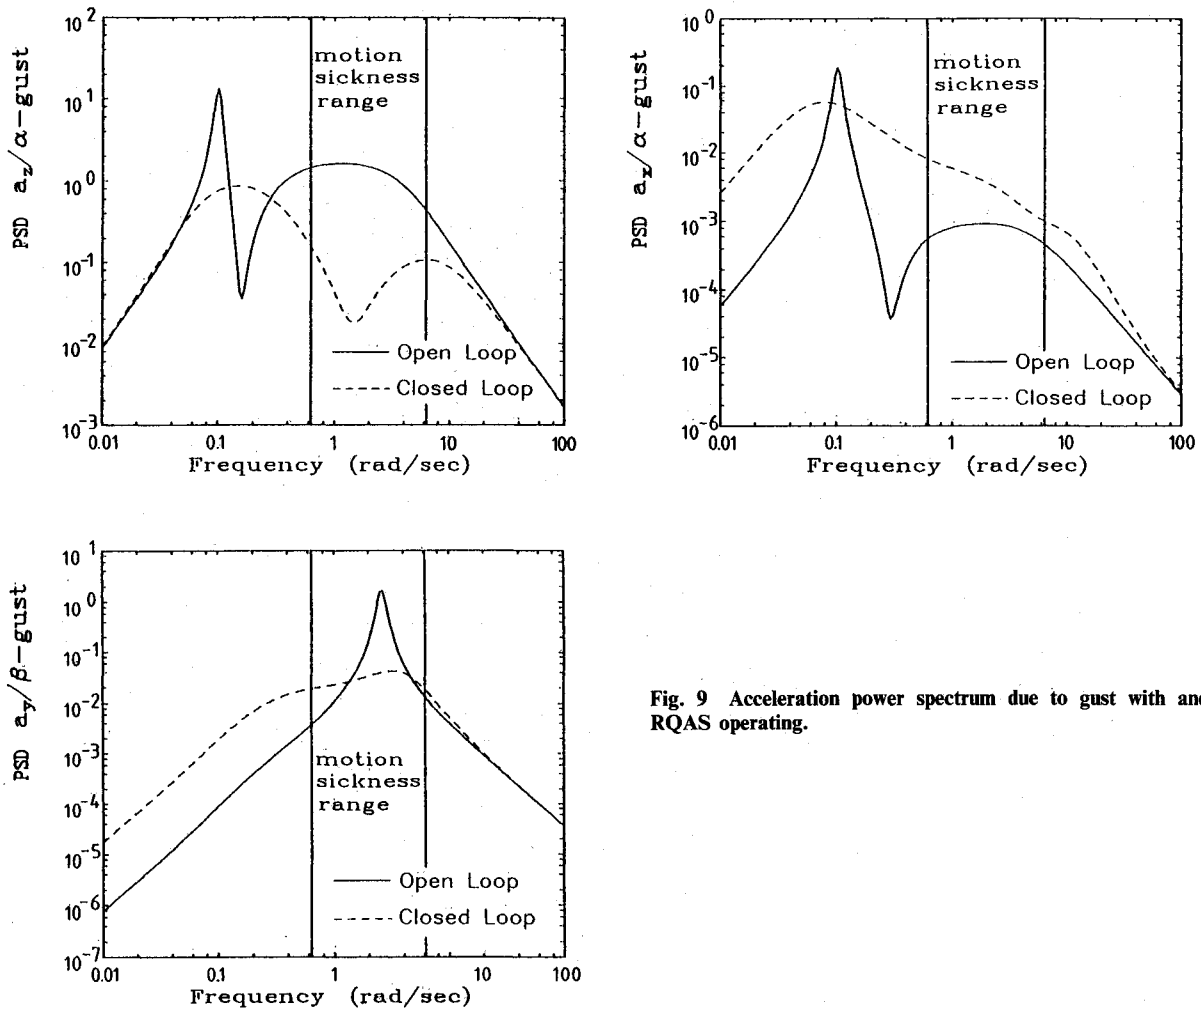 PSD a_z/α-gust
10^2
10^1
10^0
10^-1
10^-2
10^-3
motion
sickness
range
Open Loop
Closed Loop
0.01 0.1 1 10 100
Frequency (rad/sec)
PSD a_x/α-gust
10^0
10^-1
10^-2
10^-3
10^-4
10^-5
10^-6
motion
sickness
range
Open Loop
Closed Loop
0.01 0.1 1 10 100
Frequency (rad/sec)
PSD a_y/β-gust
10^1
10^0
10^-1
10^-2
10^-3
10^-4
10^-5
10^-6
10^-7
motion
sickness
range
Open Loop
Closed Loop
0.01 0.1 1 10 100
Frequency (rad/sec)
Fig. 9 Acceleration power spectrum due to gust with and
RQAS operating.